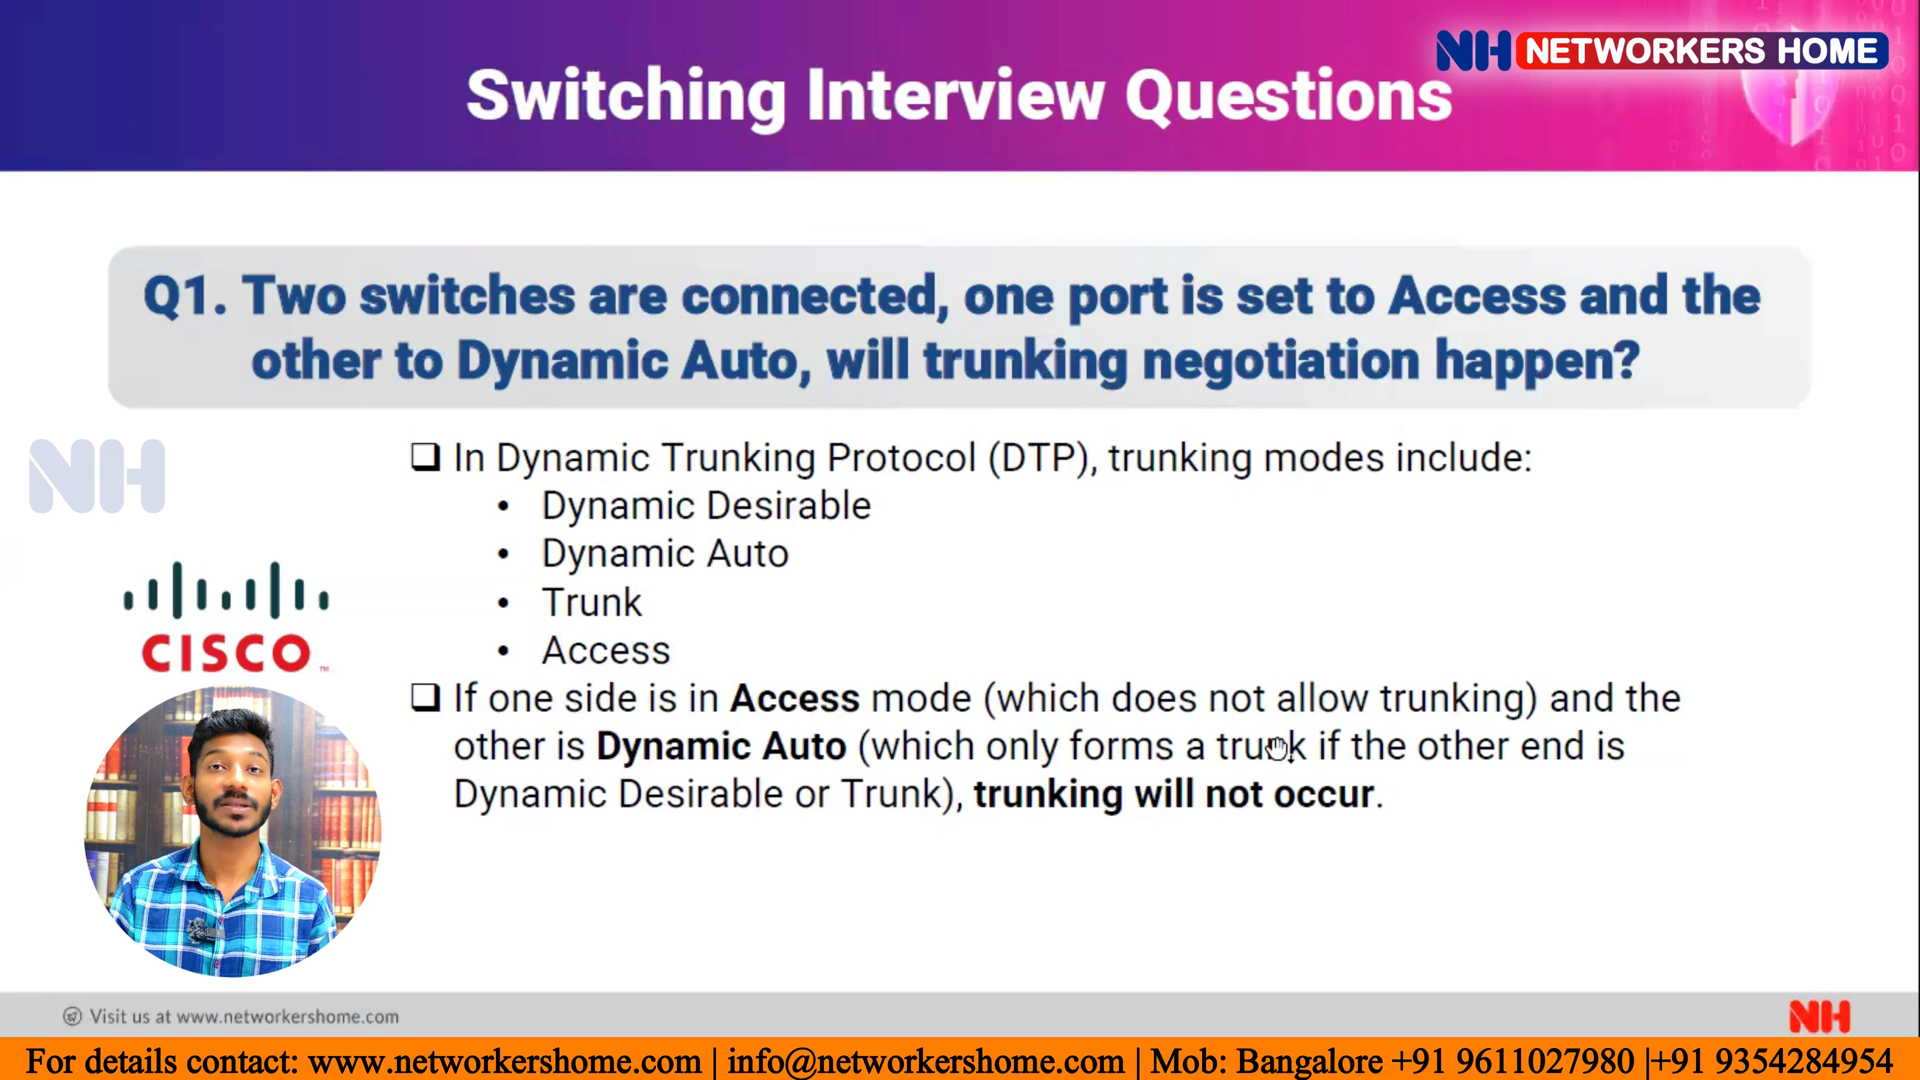 NH NETWORKERS HOME
Switching Interview Questions
Q1. Two switches are connected, one port is set to Access and the
other to Dynamic Auto, will trunking negotiation happen?
NH
❑ In Dynamic Trunking Protocol (DTP), trunking modes include:
• Dynamic Desirable
• Dynamic Auto
• Trunk
• Access
CISCO™
❑ If one side is in Access mode (which does not allow trunking) and the
other is Dynamic Auto (which only forms a trunk if the other end is
Dynamic Desirable or Trunk), trunking will not occur.
Visit us at www.networkershome.com
NH
For details contact: www.networkershome.com | info@networkershome.com | Mob: Bangalore +91 9611027980 |+91 9354284954